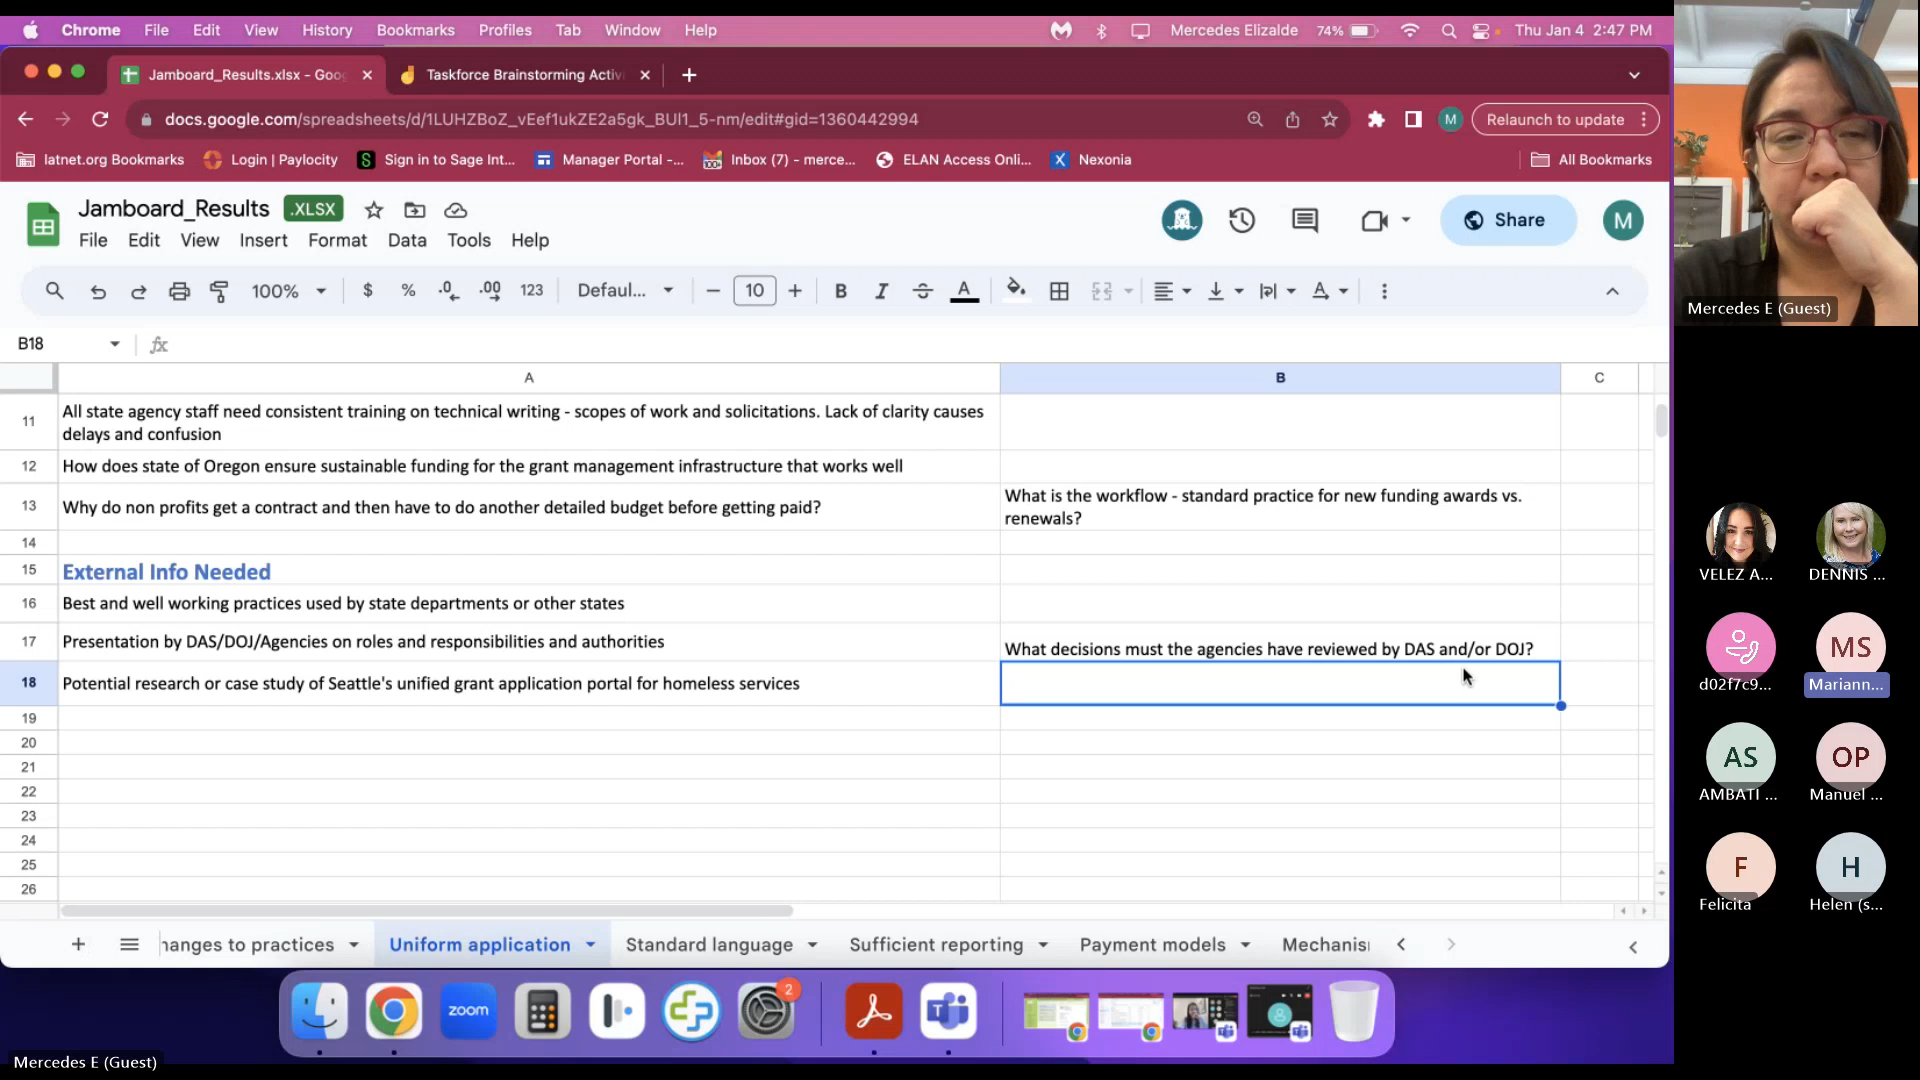 Chrome File Edit View History Bookmarks Profiles Tab Window Help
Mercedes Elizalde 74% Thu Jan 4 2:47 PM
Jamboard_Results.xlsx - Goo
Taskforce Brainstorming Activ
docs.google.com/spreadsheets/d/1LUHZBoZ_vEef1ukZE2a5gk_BUI1_5-nm/edit#gid=1360442994
M Relaunch to update
latnet.org Bookmarks Login | Paylocity Sign in to Sage Int... Manager Portal -... Inbox (7) - merce... ELAN Access Onli... Nexonia All Bookmarks
Jamboard_Results .XLSX
Share M
File Edit View Insert Format Data Tools Help
100% $ % .0 .00 123 Defaul... 10 B I A
B18 fx
A B C
11 All state agency staff need consistent training on technical writing - scopes of work and solicitations. Lack of clarity causes
delays and confusion
12 How does state of Oregon ensure sustainable funding for the grant management infrastructure that works well
13 Why do non profits get a contract and then have to do another detailed budget before getting paid?
What is the workflow - standard practice for new funding awards vs.
renewals?
14
15 External Info Needed
16 Best and well working practices used by state departments or other states
17 Presentation by DAS/DOJ/Agencies on roles and responsibilities and authorities
What decisions must the agencies have reviewed by DAS and/or DOJ?
18 Potential research or case study of Seattle's unified grant application portal for homeless services
19
20
21
22
23
24
25
26
hanges to practices Uniform application Standard language Sufficient reporting Payment models Mechanis
zoom 2
Mercedes E (Guest)
Mercedes E (Guest)
VELEZ A... DENNIS ...
MS
d02f7c9... Mariann...
AS OP
AMBATI ... Manuel ...
F H
Felicita Helen (s...